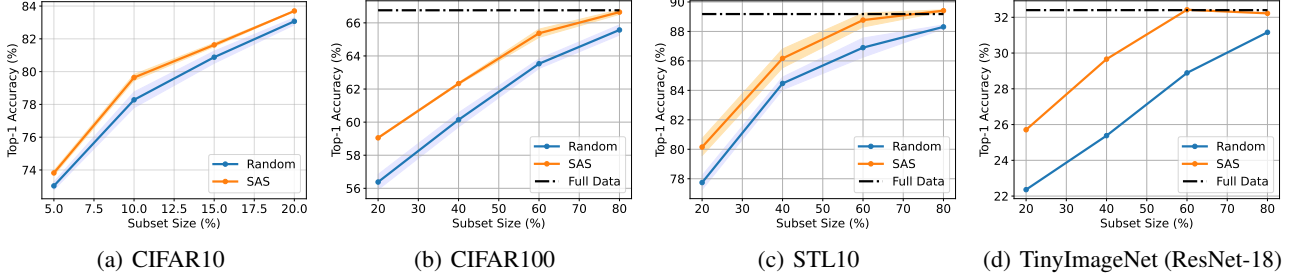 84
82
80
78
76
74
Top-1 Accuracy (%)
5.0 7.5 10.0 12.5 15.0 17.5 20.0
Subset Size (%)
Random
SAS
(a) CIFAR10
66
64
62
60
58
56
Top-1 Accuracy (%)
20 30 40 50 60 70 80
Subset Size (%)
Random
SAS
Full Data
(b) CIFAR100
90
88
86
84
82
80
78
Top-1 Accuracy (%)
20 30 40 50 60 70 80
Subset Size (%)
Random
SAS
Full Data
(c) STL10
32
30
28
26
24
22
Top-1 Accuracy (%)
20 30 40 50 60 70 80
Subset Size (%)
Random
SAS
Full Data
(d) TinyImageNet (ResNet-18)